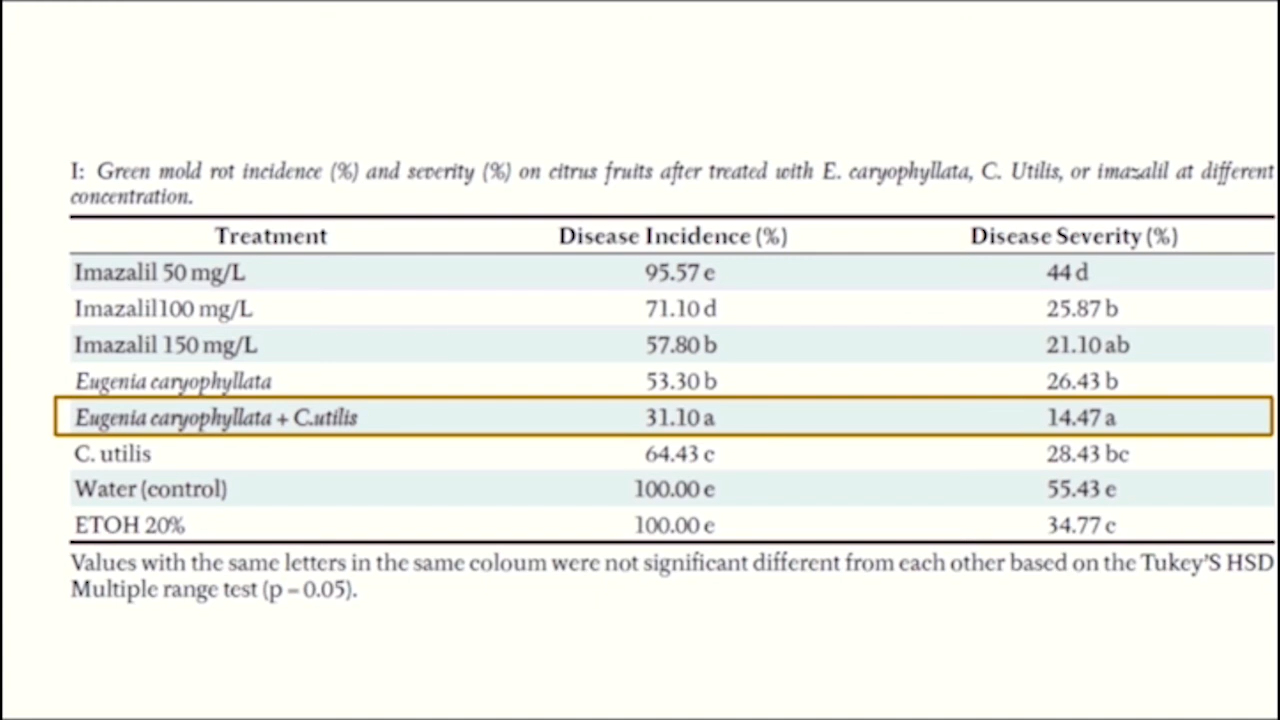 I: Green mold rot incidence (%) and severity (%) on citrus fruits after treated with E. caryophyllata, C. Utilis, or imazalil at different
concentration.
Treatment Disease Incidence (%) Disease Severity (%)
Imazalil 50 mg/L 95.57 e 44 d
Imazalil100 mg/L 71.10 d 25.87 b
Imazalil 150 mg/L 57.80 b 21.10 ab
Eugenia caryophyllata 53.30 b 26.43 b
Eugenia caryophyllata + C.utilis 31.10 a 14.47 a
C. utilis 64.43 c 28.43 bc
Water (control) 100.00 e 55.43 e
ETOH 20% 100.00 e 34.77 c
Values with the same letters in the same coloum were not significant different from each other based on the Tukey'S HSD
Multiple range test (p = 0.05).